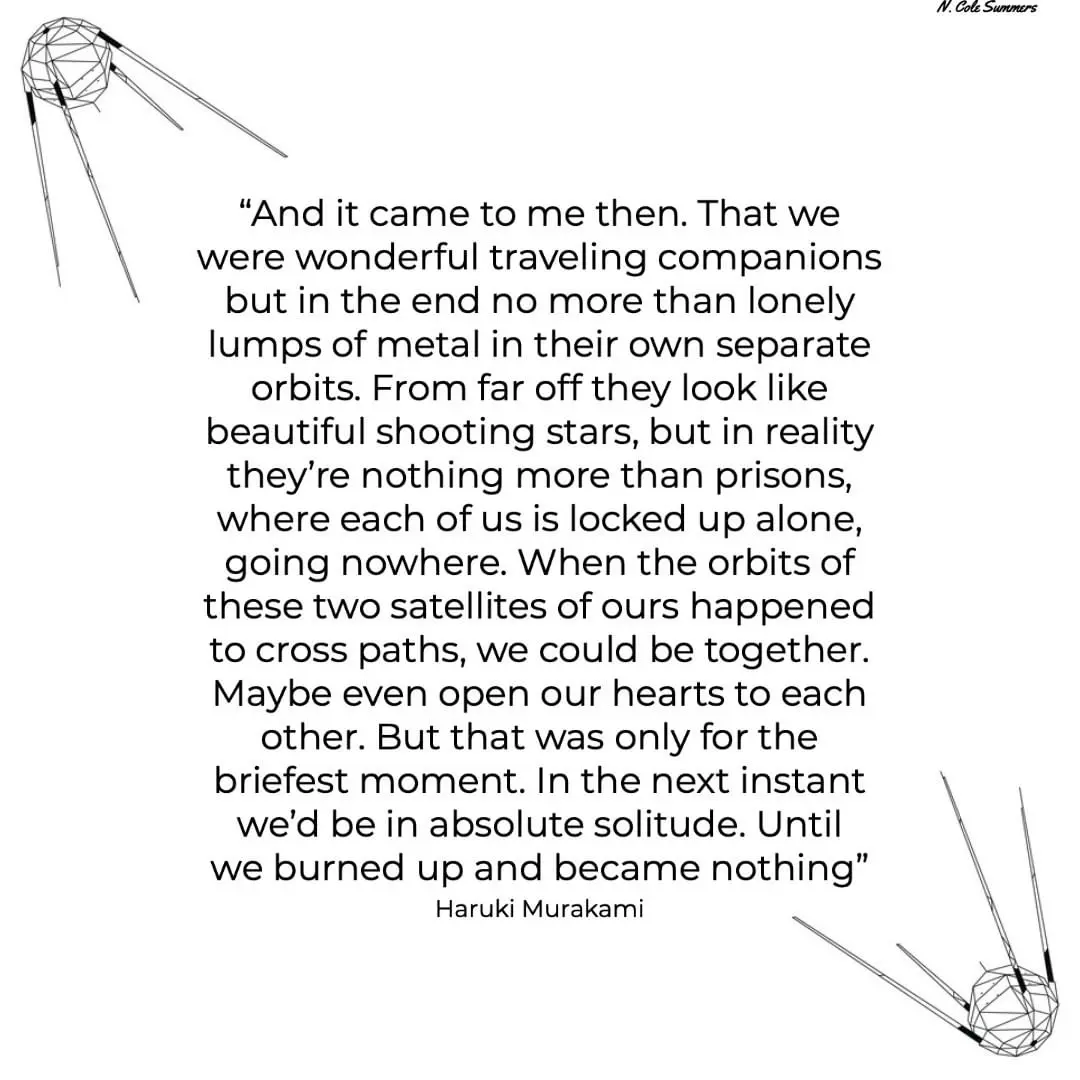 N. Cole Summers
“And it came to me then. That we
were wonderful traveling companions
but in the end no more than lonely
lumps of metal in their own separate
orbits. From far off they look like
beautiful shooting stars, but in reality
they’re nothing more than prisons,
where each of us is locked up alone,
going nowhere. When the orbits of
these two satellites of ours happened
to cross paths, we could be together.
Maybe even open our hearts to each
other. But that was only for the
briefest moment. In the next instant
we’d be in absolute solitude. Until
we burned up and became nothing”
Haruki Murakami